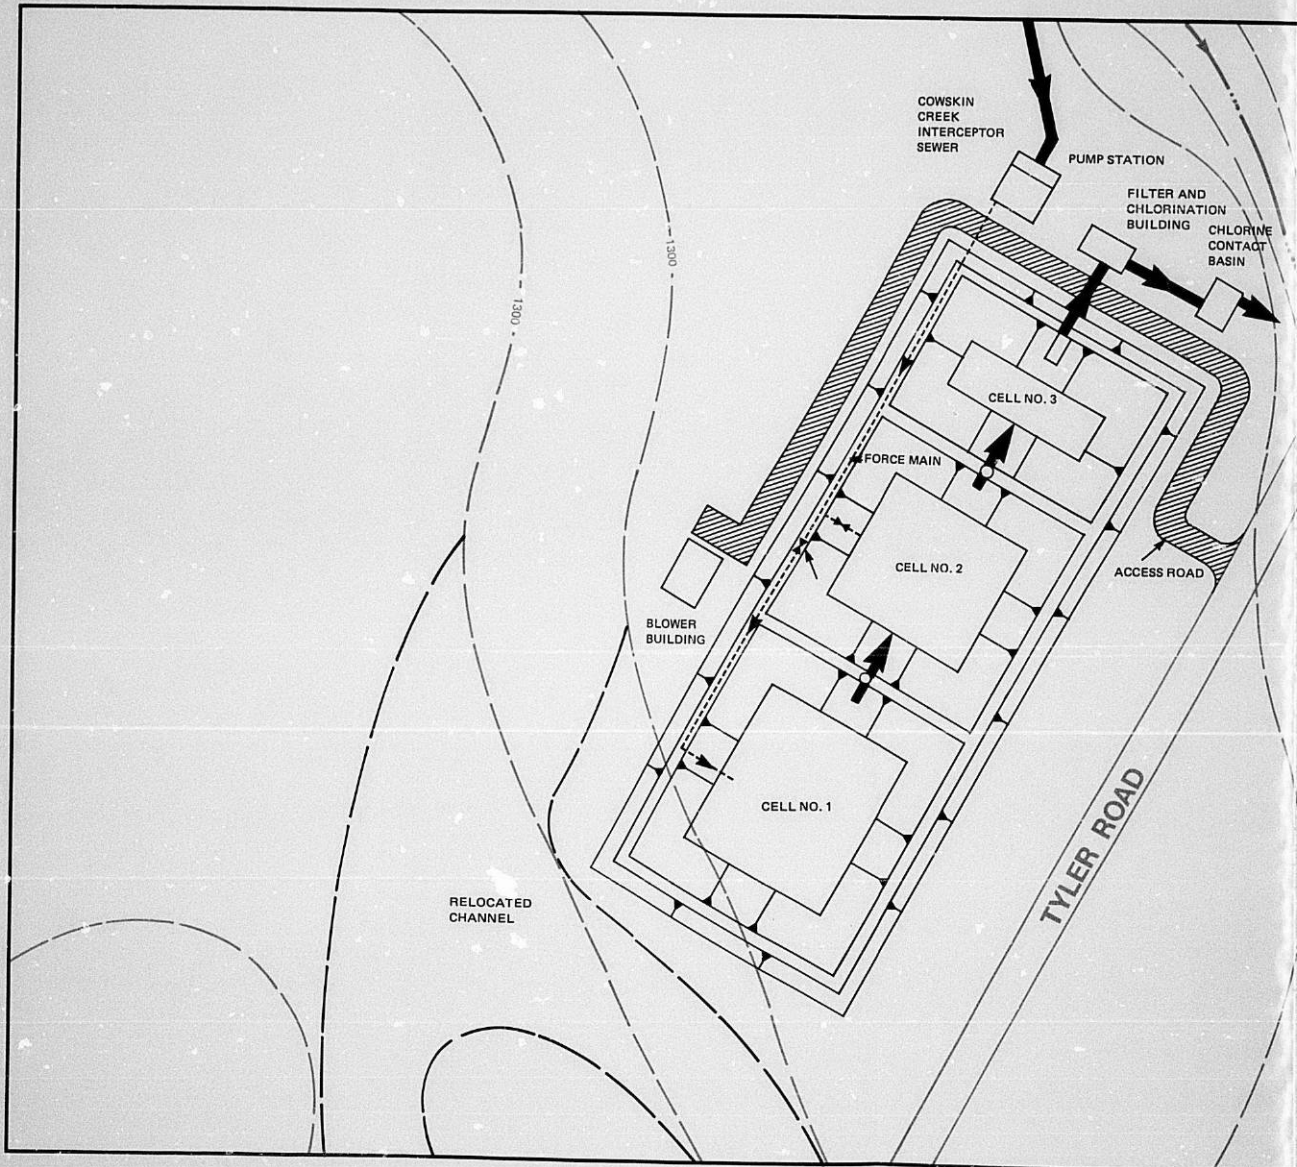 COWSKIN
CREEK
INTERCEPTOR
SEWER
PUMP STATION
FILTER AND
CHLORINATION
BUILDING
CHLORINE
CONTACT
BASIN
- 1300 -
- 1300 -
CELL NO. 3
FORCE MAIN
CELL NO. 2
ACCESS ROAD
BLOWER
BUILDING
CELL NO. 1
TYLER ROAD
RELOCATED
CHANNEL